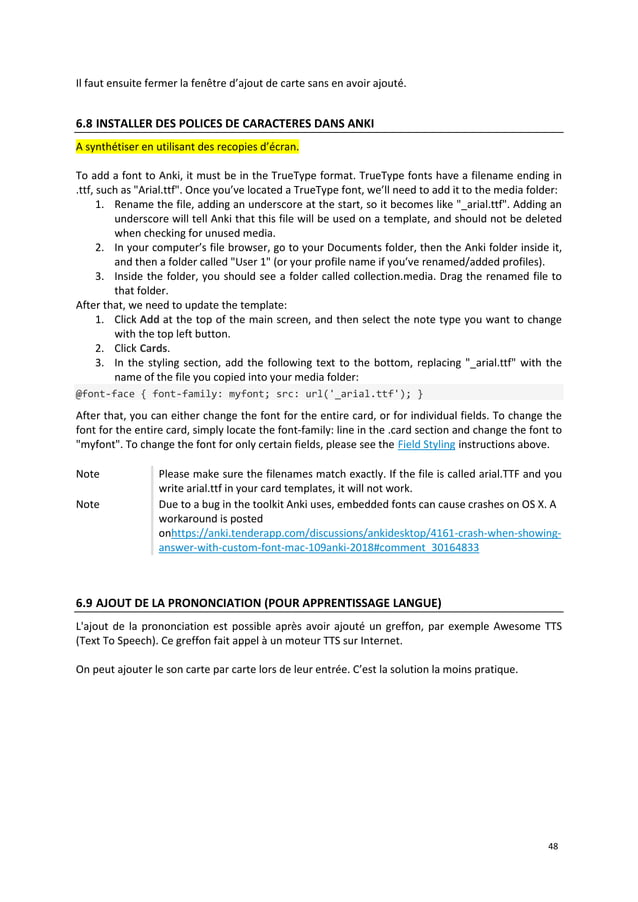 Il faut ensuite fermer la fenêtre d’ajout de carte sans en avoir ajouté.
6.8 INSTALLER DES POLICES DE CARACTERES DANS ANKI
A synthétiser en utilisant des recopies d’écran.
To add a font to Anki, it must be in the TrueType format. TrueType fonts have a filename ending in
.ttf, such as "Arial.ttf". Once you’ve located a TrueType font, we’ll need to add it to the media folder:
1. Rename the file, adding an underscore at the start, so it becomes like "_arial.ttf". Adding an
underscore will tell Anki that this file will be used on a template, and should not be deleted
when checking for unused media.
2. In your computer’s file browser, go to your Documents folder, then the Anki folder inside it,
and then a folder called "User 1" (or your profile name if you’ve renamed/added profiles).
3. Inside the folder, you should see a folder called collection.media. Drag the renamed file to
that folder.
After that, we need to update the template:
1. Click Add at the top of the main screen, and then select the note type you want to change
with the top left button.
2. Click Cards.
3. In the styling section, add the following text to the bottom, replacing "_arial.ttf" with the
name of the file you copied into your media folder:
@font-face { font-family: myfont; src: url('_arial.ttf'); }
After that, you can either change the font for the entire card, or for individual fields. To change the
font for the entire card, simply locate the font-family: line in the .card section and change the font to
"myfont". To change the font for only certain fields, please see the Field Styling instructions above.
Note Please make sure the filenames match exactly. If the file is called arial.TTF and you
write arial.ttf in your card templates, it will not work.
Note Due to a bug in the toolkit Anki uses, embedded fonts can cause crashes on OS X. A
workaround is posted
onhttps://anki.tenderapp.com/discussions/ankidesktop/4161-crash-when-showing-
answer-with-custom-font-mac-109anki-2018#comment_30164833
6.9 AJOUT DE LA PRONONCIATION (POUR APPRENTISSAGE LANGUE)
L'ajout de la prononciation est possible après avoir ajouté un greffon, par exemple Awesome TTS
(Text To Speech). Ce greffon fait appel à un moteur TTS sur Internet.
On peut ajouter le son carte par carte lors de leur entrée. C’est la solution la moins pratique.
48